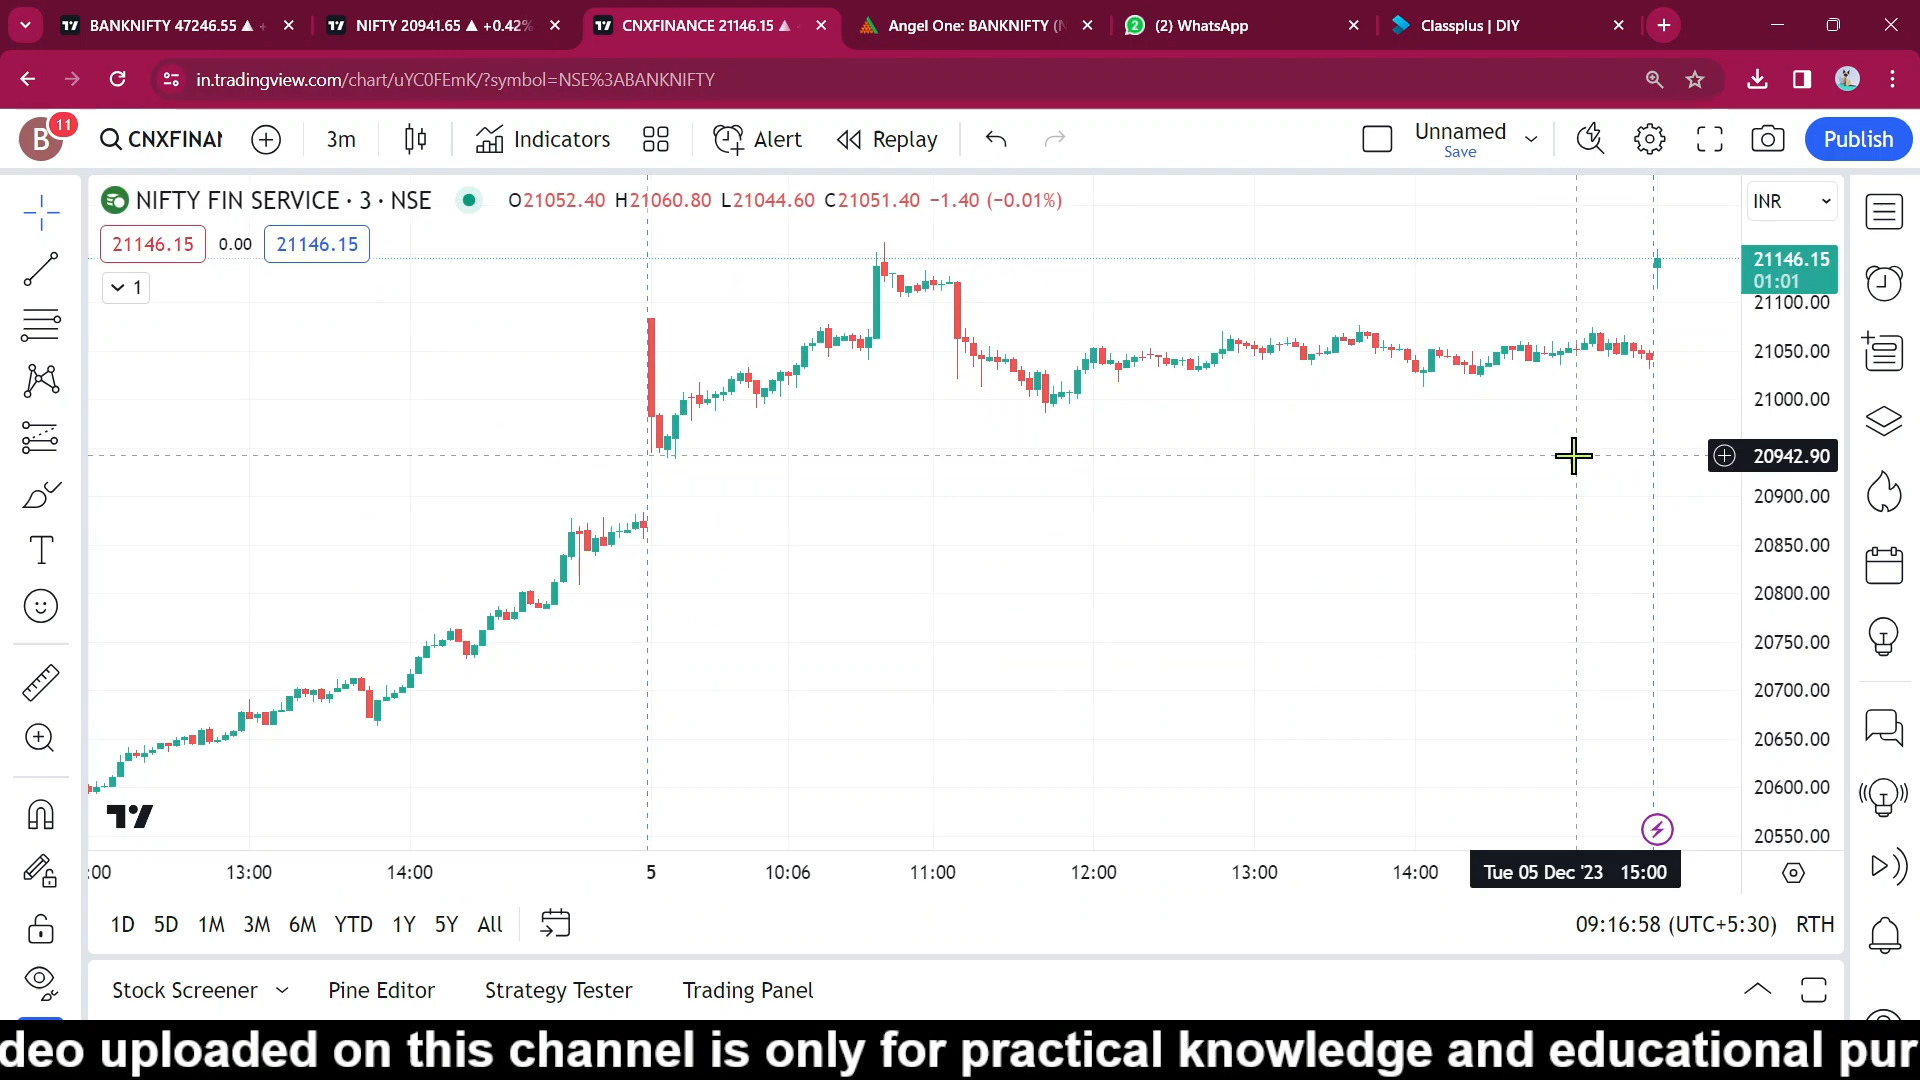 BANKNIFTY 47246.55 ▲ +
NIFTY 20941.65 ▲ +0.42%
CNXFINANCE 21146.15 ▲
Angel One: BANKNIFTY (N
2
(2) WhatsApp
Classplus | DIY
in.tradingview.com/chart/uYC0FEmK/?symbol=NSE%3ABANKNIFTY
B
11
CNXFINAN
3m
Indicators
Alert
Replay
Unnamed
Save
Publish
NIFTY FIN SERVICE · 3 · NSE
O21052.40 H21060.80 L21044.60 C21051.40 −1.40 (−0.01%)
INR
21146.15
0.00
21146.15
1
21146.15
01:01
21100.00
21050.00
21000.00
20942.90
20900.00
20850.00
20800.00
20750.00
20700.00
20650.00
20600.00
20550.00
:00
13:00
14:00
5
10:06
11:00
12:00
13:00
14:00
Tue 05 Dec '23 15:00
1D 5D 1M 3M 6M YTD 1Y 5Y All
09:16:58 (UTC+5:30) RTH
Stock Screener
Pine Editor
Strategy Tester
Trading Panel
deo uploaded on this channel is only for practical knowledge and educational pur